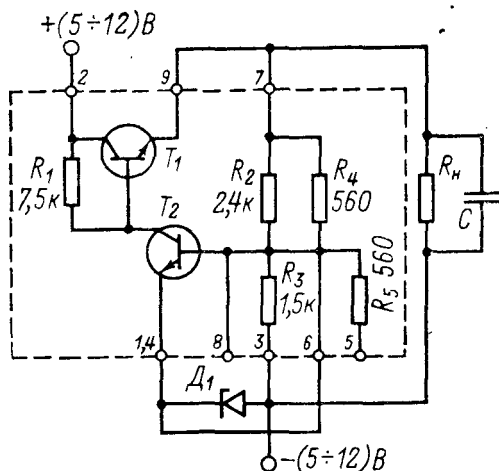 +(5÷12)В
2
9
7
R₁
7,5к
T₁
T₂
R₂
2,4к
R₄
560
Rн
C
R₃
1,5к
R₅ 560
1,4
8
3
6
5
Д₁
-(5÷12)В